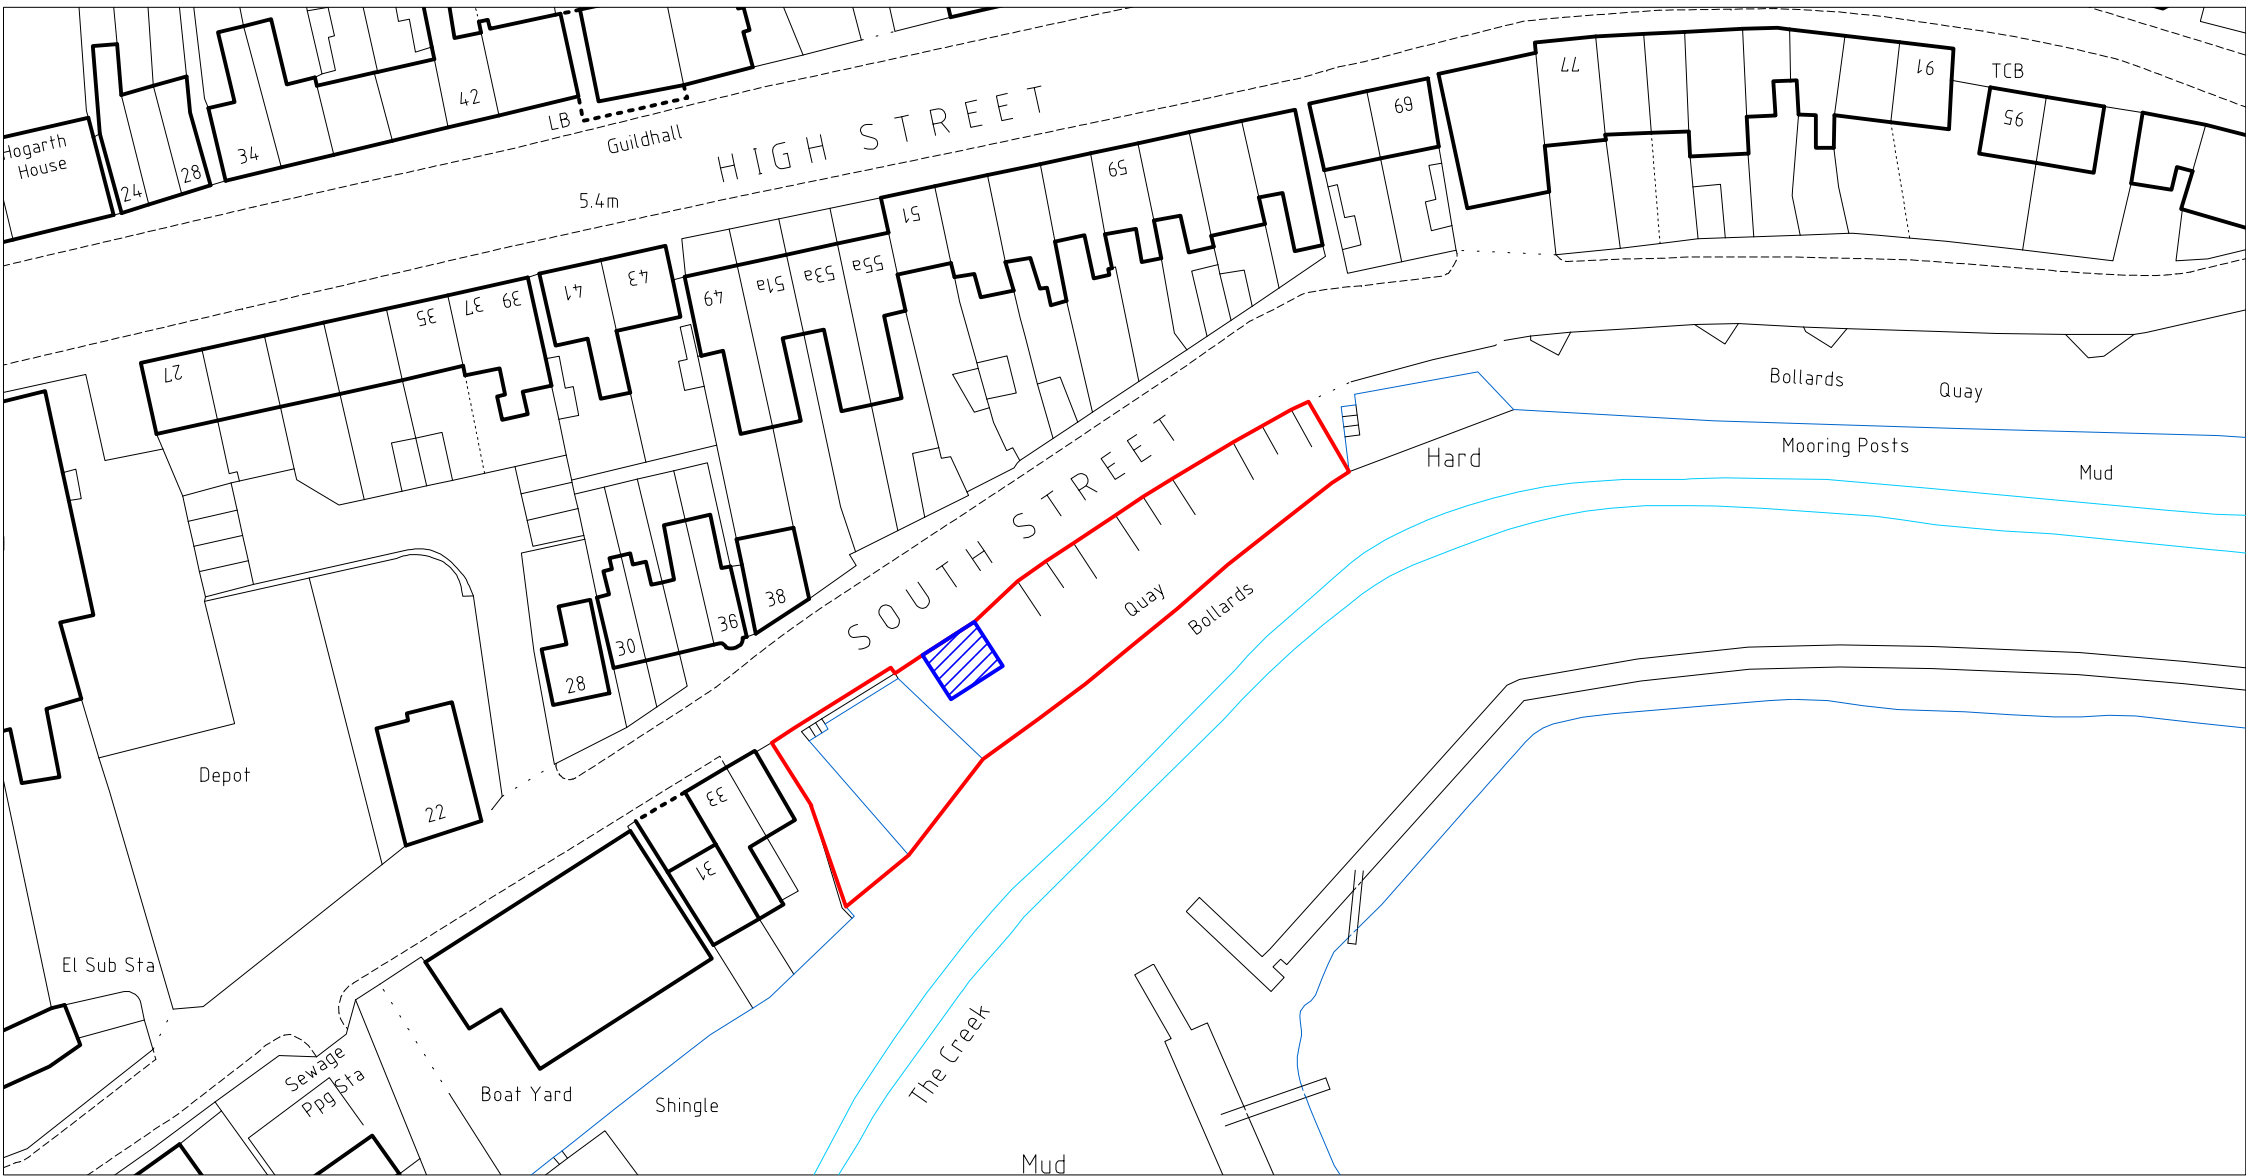 Hogarth
House
24
28
34
42
LB
Guildhall
HIGH STREET
5.4m
77
91
TCB
95
69
59
51
55a
53a
51a
49
43
41
39
37
35
27
Bollards
Quay
Mooring Posts
Mud
Hard
SOUTH STREET
Quay
Bollards
38
36
30
28
22
Depot
33
31
El Sub Sta
Sewage
Ppg Sta
Boat Yard
Shingle
The Creek
Mud